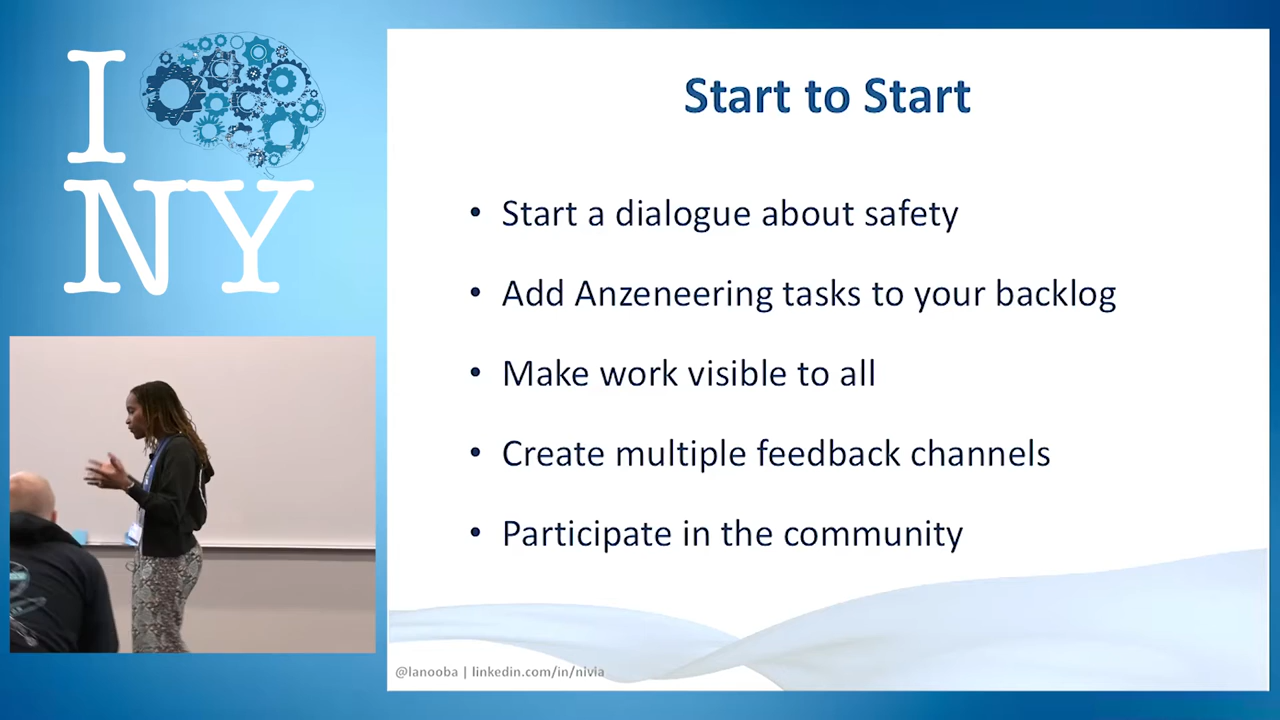 I
NY
Start to Start
• Start a dialogue about safety
• Add Anzeneering tasks to your backlog
• Make work visible to all
• Create multiple feedback channels
• Participate in the community
@lanooba | linkedin.com/in/nivia